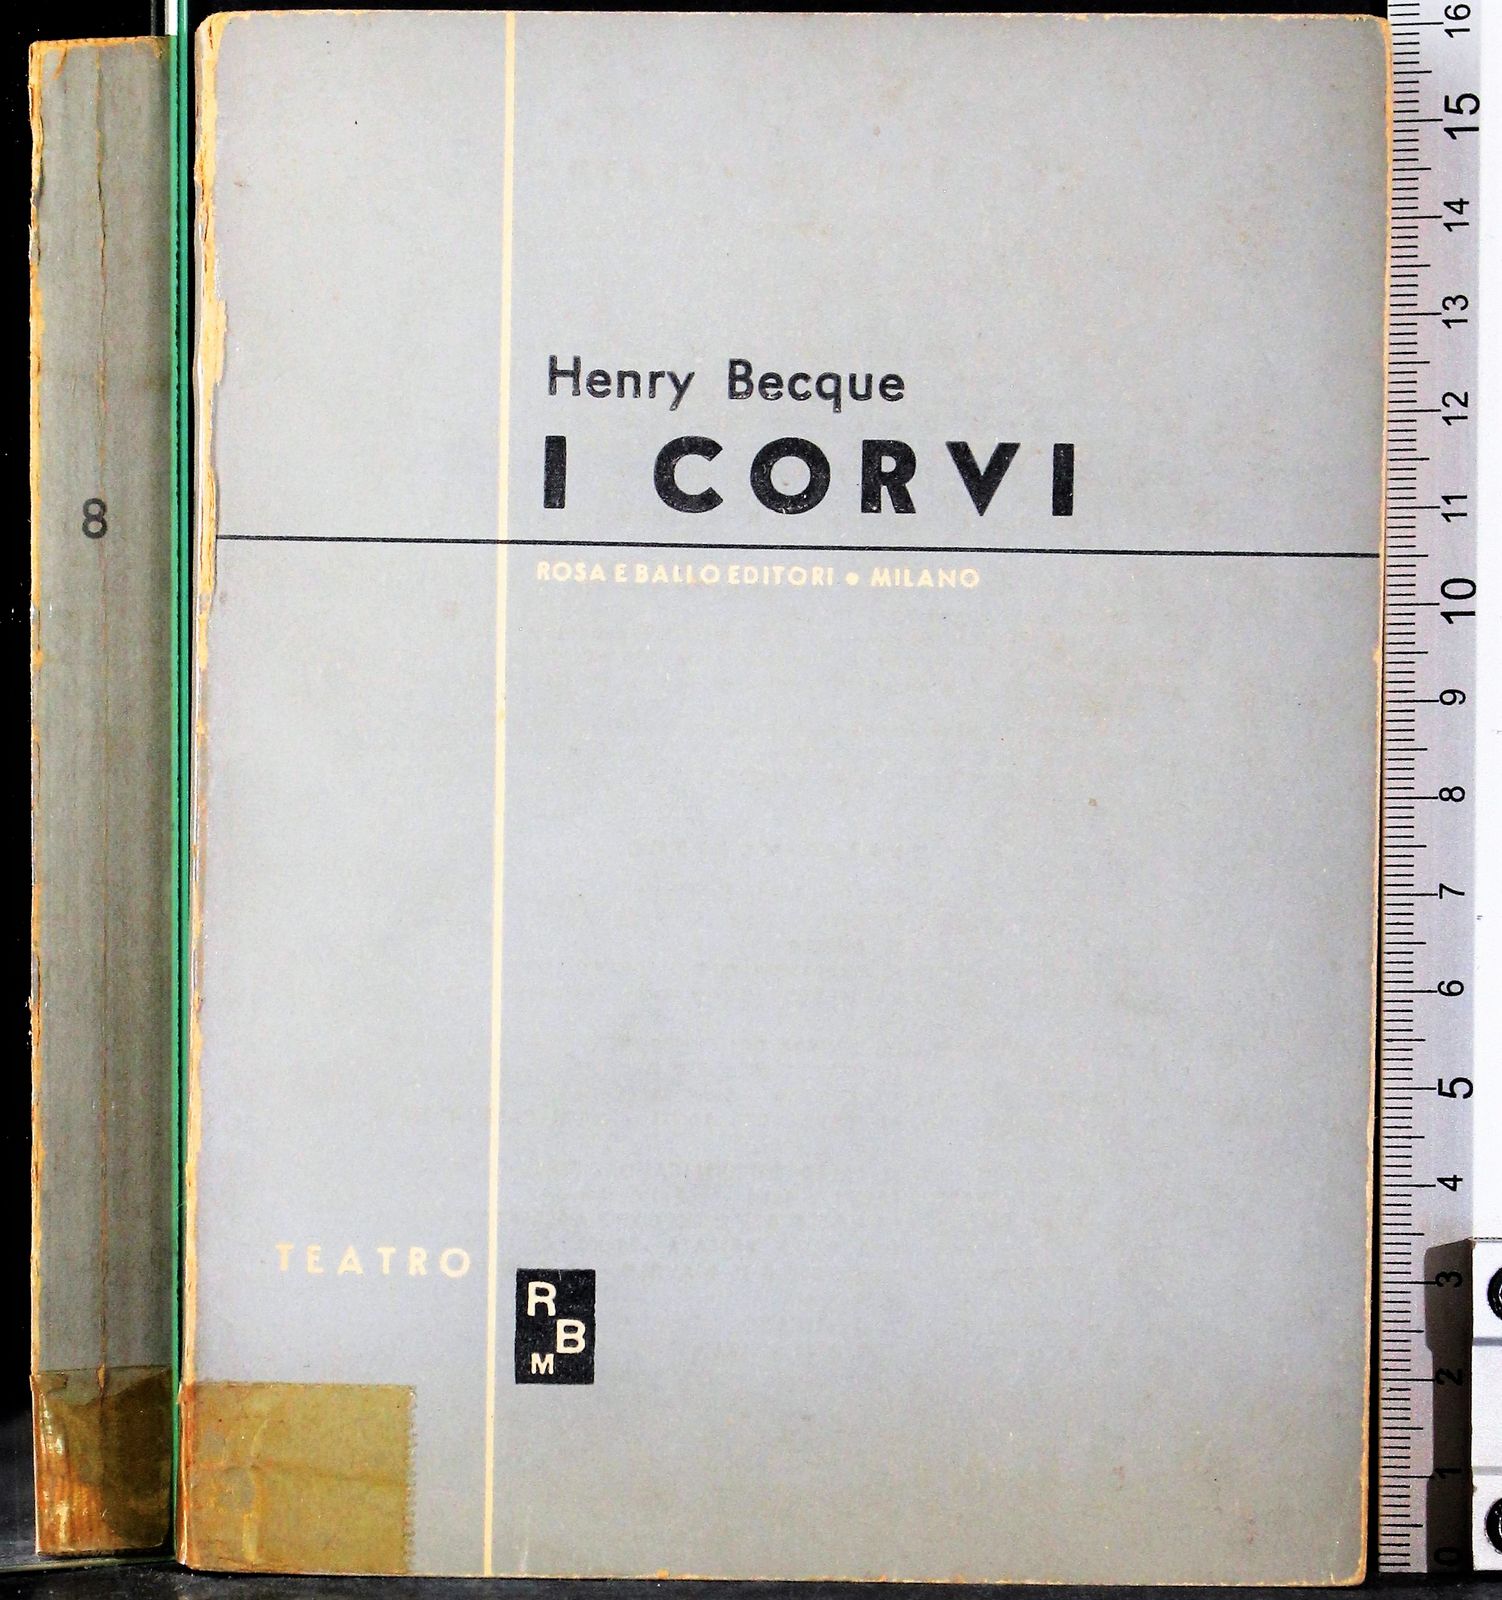 8
Henry Becque
I CORVI
ROSA E BALLO EDITORI • MILANO
TEATRO
R
B
M
16
15
14
13
12
11
10
9
8
7
6
5
4
3
2
1
0